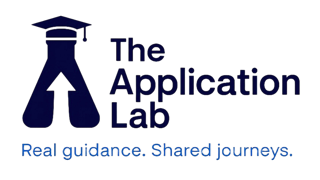 The
Application
Lab
Real guidance. Shared journeys.